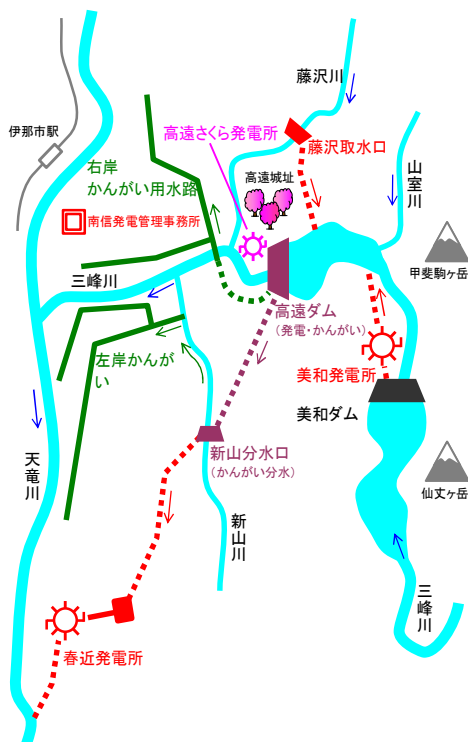 藤沢川
伊那市駅
高遠さくら発電所
藤沢取水口
右岸
かんがい用水路
高遠城址
山室川
南信発電管理事務所
三峰川
甲斐駒ヶ岳
高遠ダム
(発電・かんがい)
左岸かんが
い
美和発電所
美和ダム
新山分水口
(かんがい分水)
天竜川
仙丈ヶ岳
新山川
三峰川
春近発電所